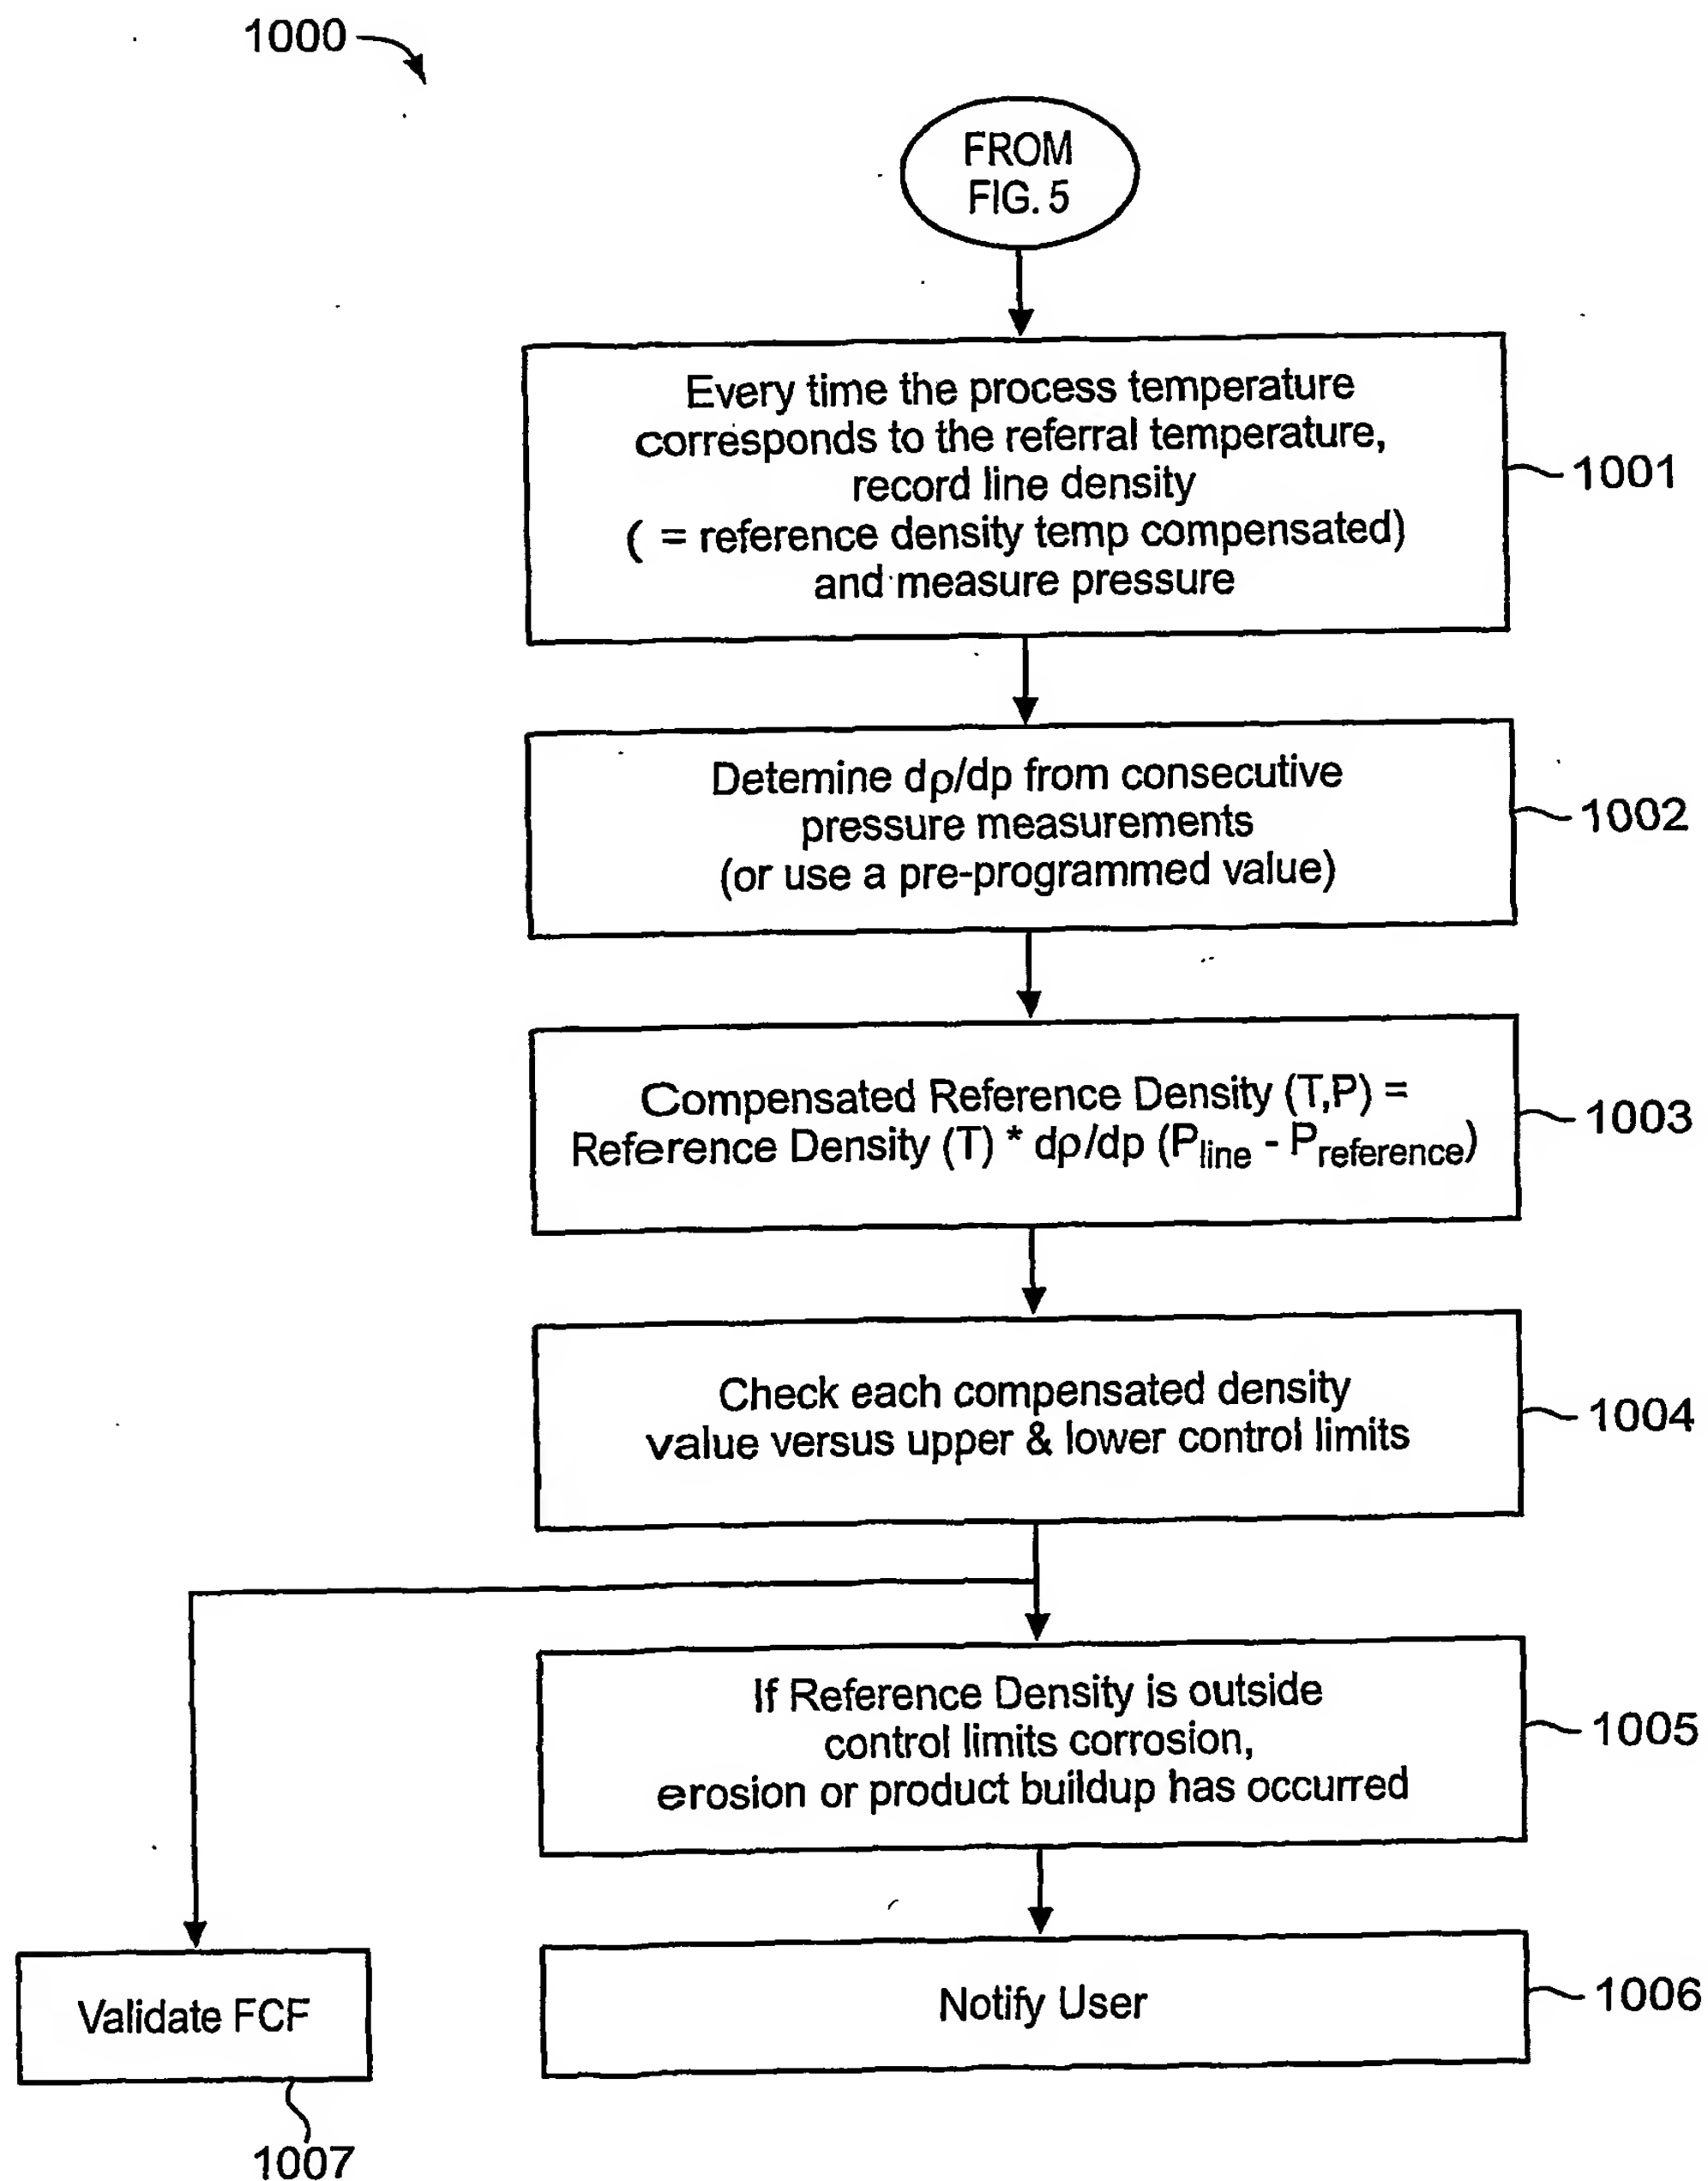 1000
FROM
FIG. 5
Every time the process temperature
corresponds to the referral temperature,
record line density
( = reference density temp compensated)
and measure pressure
1001
Detemine dρ/dp from consecutive
pressure measurements
(or use a pre-programmed value)
1002
Compensated Reference Density (T,P) =
Reference Density (T) * dρ/dp (Pline - Preference)
1003
Check each compensated density
value versus upper & lower control limits
1004
If Reference Density is outside
control limits corrosion,
erosion or product buildup has occurred
1005
Notify User
1006
Validate FCF
1007